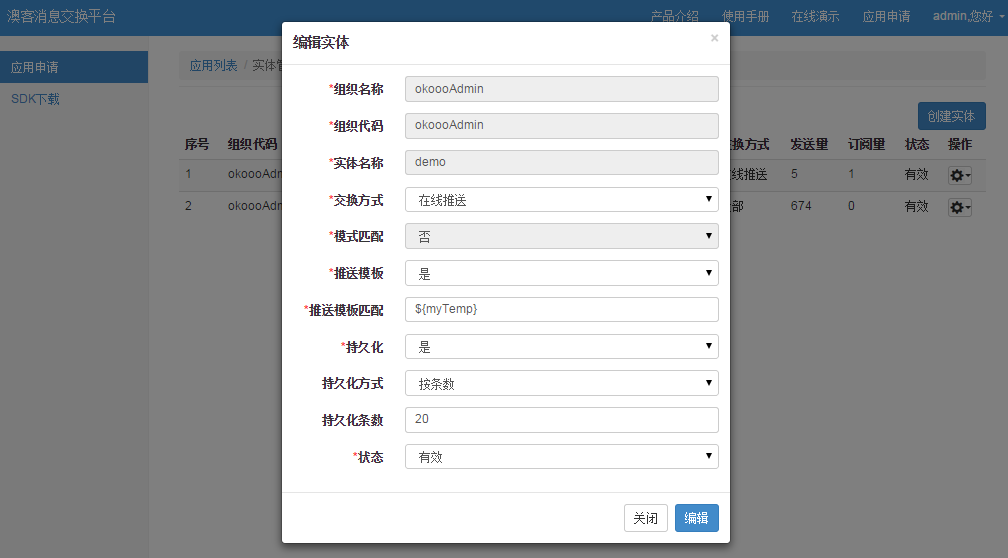 澳客消息交换平台
产品介绍 使用手册 在线演示 应用申请 admin,您好
应用申请
SDK下载
应用列表 / 实体
创建实体
序号 组织代码 换方式 发送量 订阅量 状态 操作
1 okoooAdm 线推送 5 1 有效
2 okoooAdm 部 674 0 有效
编辑实体 ×
*组织名称 okoooAdmin
*组织代码 okoooAdmin
*实体名称 demo
*交换方式 在线推送
*模式匹配 否
*推送模板 是
*推送模板匹配 ${myTemp}
*持久化 是
持久化方式 按条数
持久化条数 20
*状态 有效
关闭 编辑